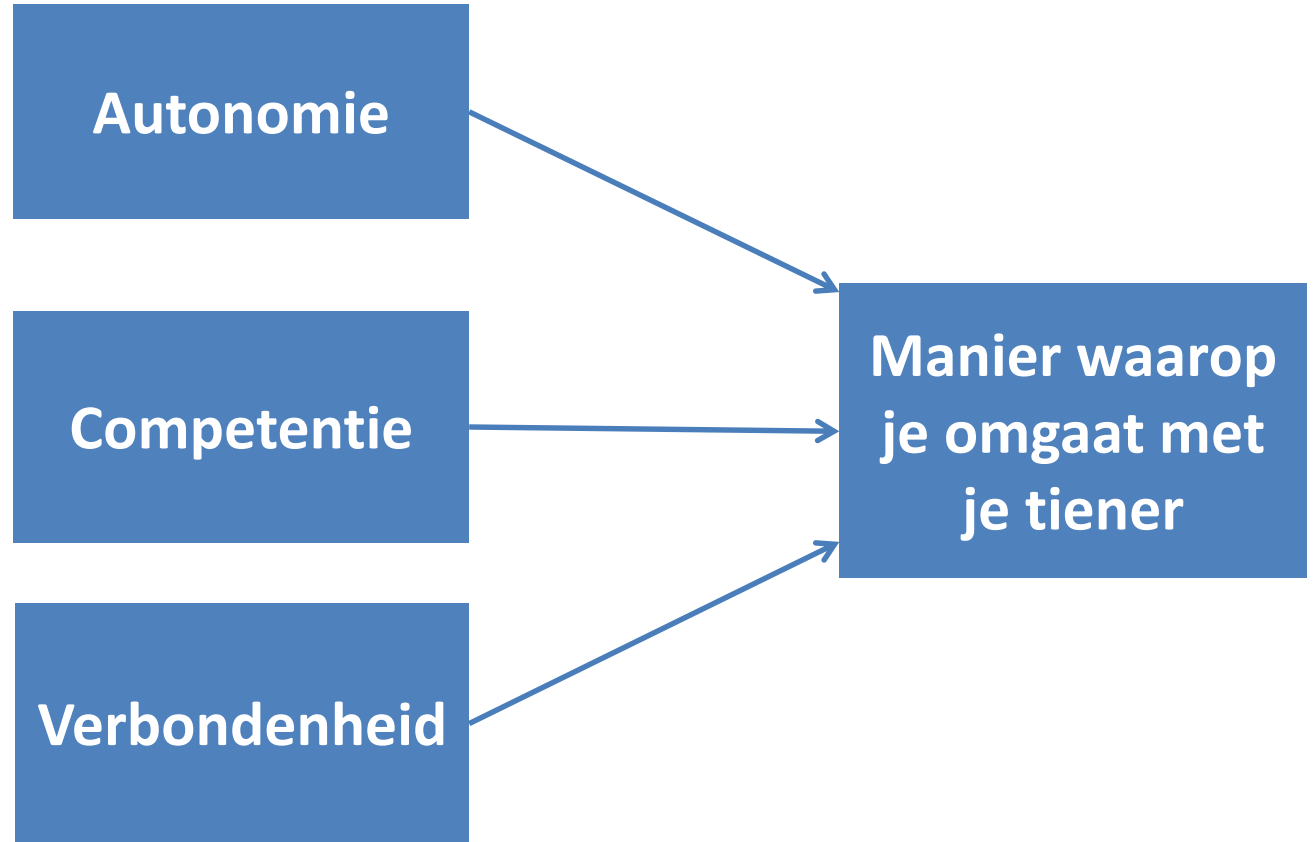 Autonomie
Competentie
Verbondenheid
Manier waarop
je omgaat met
je tiener